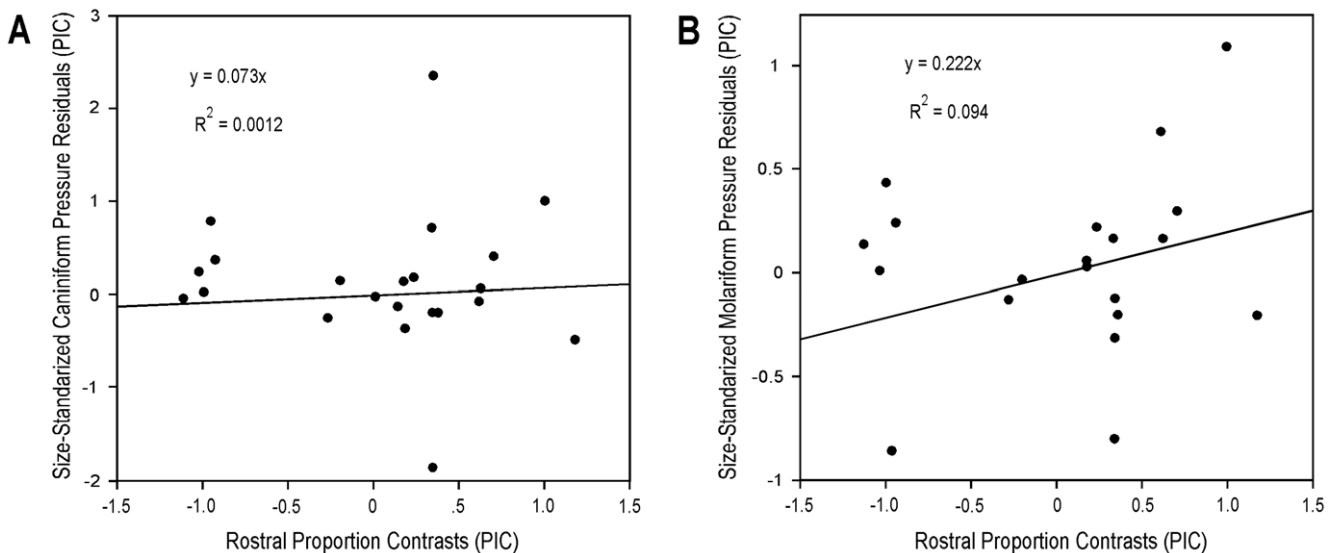 A
Size-Standarized Caniniform Pressure Residuals (PIC)
3
2
1
0
-1
-2
y = 0.073x
R2 = 0.0012
-1.5 -1.0 -0.5 0 .5 1.0 1.5
Rostral Proportion Contrasts (PIC)
B
Size-Standarized Molariform Pressure Residuals (PIC)
1
0.5
0
-0.5
-1
y = 0.222x
R2 = 0.094
-1.5 -1.0 -0.5 0 .5 1.0 1.5
Rostral Proportion Contrasts (PIC)